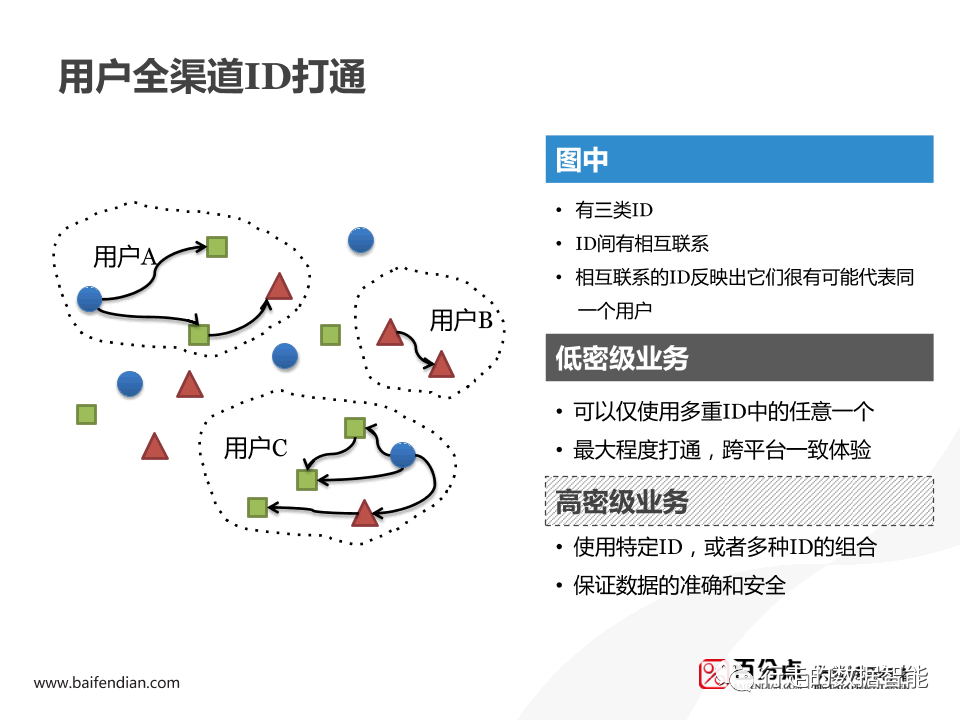 用户全渠道ID打通
图中
• 有三类ID
• ID间有相互联系
• 相互联系的ID反映出它们很有可能代表同
一个用户
低密级业务
• 可以仅使用多重ID中的任意一个
• 最大程度打通，跨平台一致体验
高密级业务
• 使用特定ID，或者多种ID的组合
• 保证数据的准确和安全
用户A
用户B
用户C
www.baifendian.com
百分点
行走的数据智能